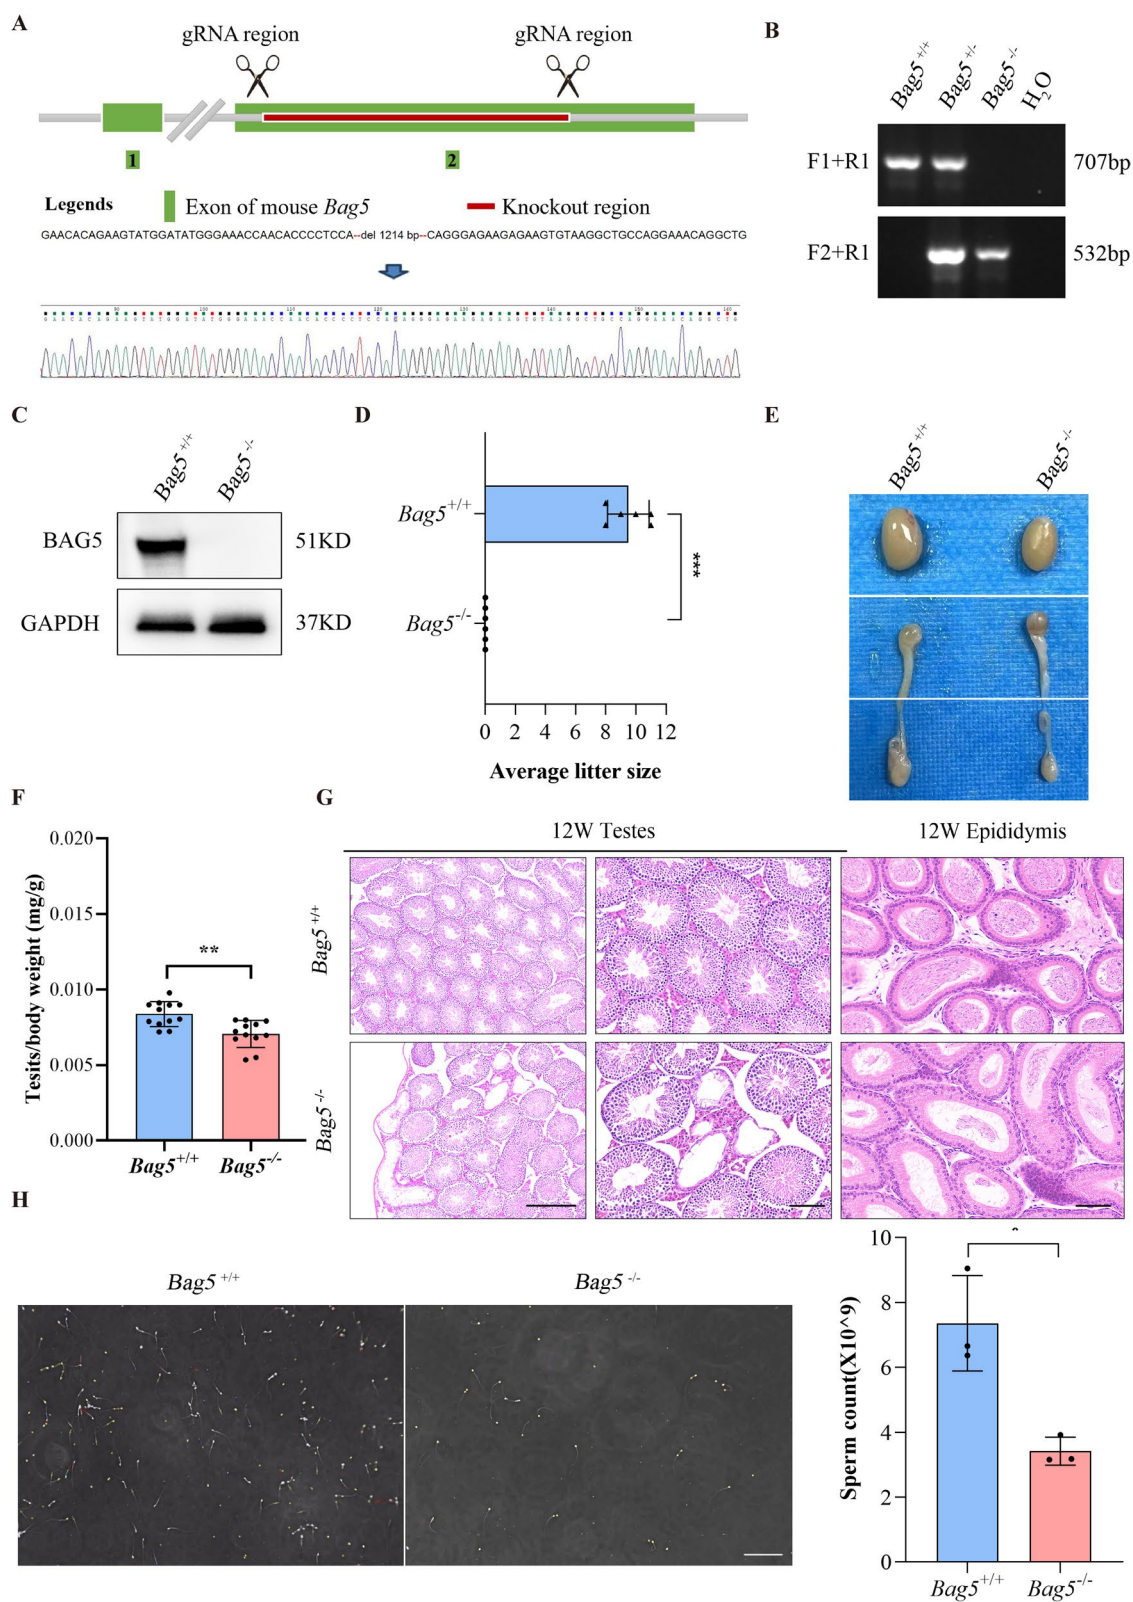 A
gRNA region
gRNA region
1
2
Legends
Exon of mouse Bag5
Knockout region
GAACACAGAAGTATGGATATGGGAAACCAACACCCCTCCA--del 1214 bp--CAGGGAGAAGAGAAGTGTAAGGCTGCCAGGAAACAGGCTG
B
Bag5+/+
Bag5+/-
Bag5-/-
H2O
F1+R1
707bp
F2+R1
532bp
C
Bag5+/+
Bag5-/-
BAG5
51KD
GAPDH
37KD
D
Bag5+/+
***
Bag5-/-
0 2 4 6 8 10 12
Average litter size
E
Bag5+/+
Bag5-/-
F
0.020
0.015
0.010
0.005
0.000
Tesits/body weight (mg/g)
**
Bag5+/+
Bag5-/-
G
12W Testes
12W Epididymis
Bag5+/+
Bag5-/-
H
Bag5+/+
Bag5-/-
10
8
6
4
2
0
Sperm count(X10^9)
Bag5+/+
Bag5-/-